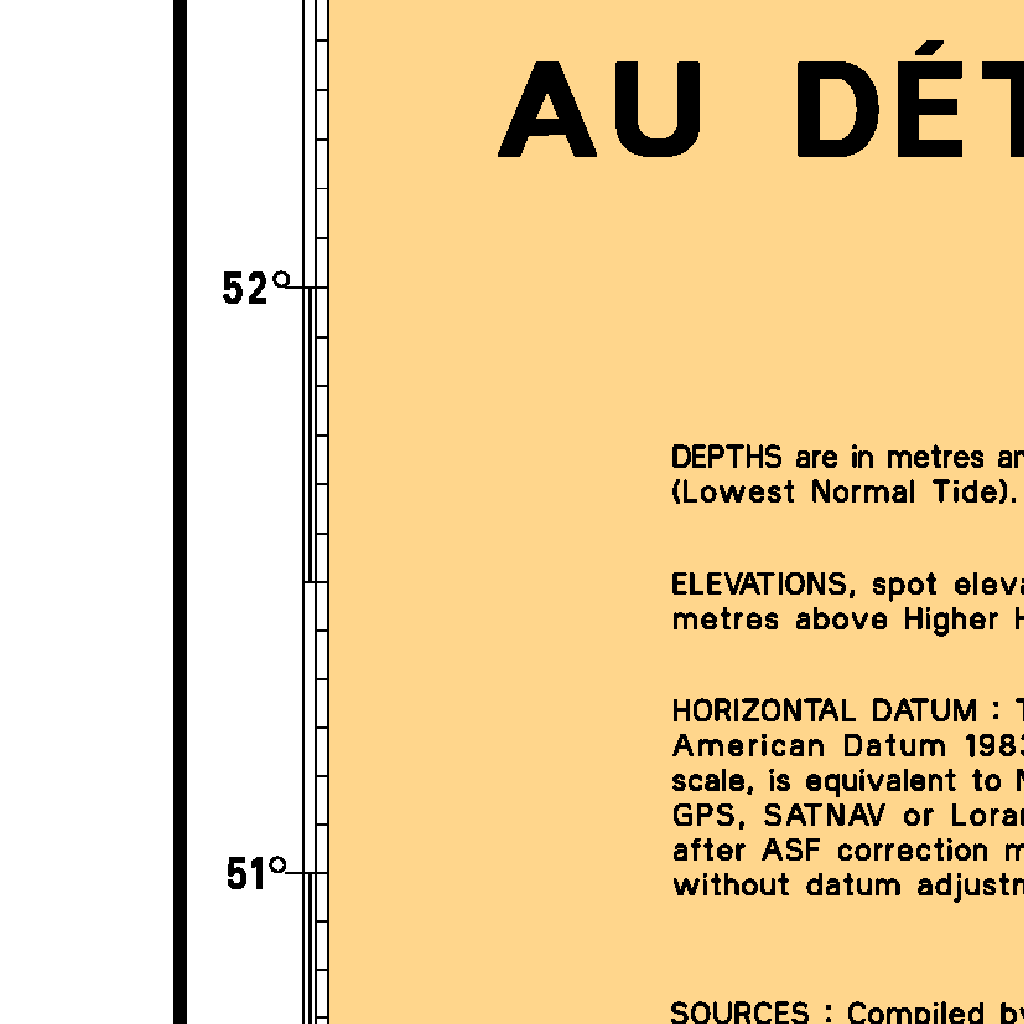 AU DÉT
52°
DEPTHS are in metres an
(Lowest Normal Tide).
ELEVATIONS, spot eleva
metres above Higher H
HORIZONTAL DATUM : T
American Datum 1983
scale, is equivalent to N
GPS, SATNAV or Loran
after ASF correction m
51°
without datum adjustm
SOURCES : Compiled by